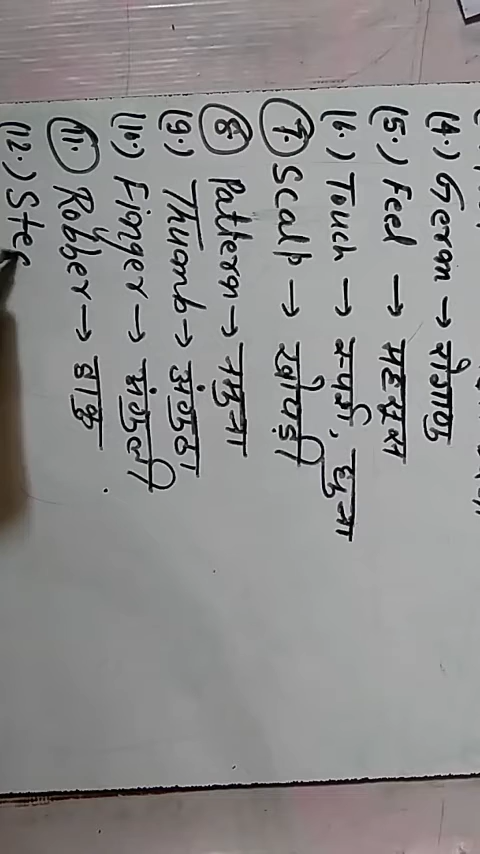 (4.) Germ → रोगाणु
(5.) Feel → महसूस
(6.) Touch → स्पर्श, छुआ
7. Scalp → खोपड़ी
8. Pattern → नमुना
(9.) Thumb → अंगुठा
(10) Finger → अंगुली
11. Robber → डाकु
(12.) Stee